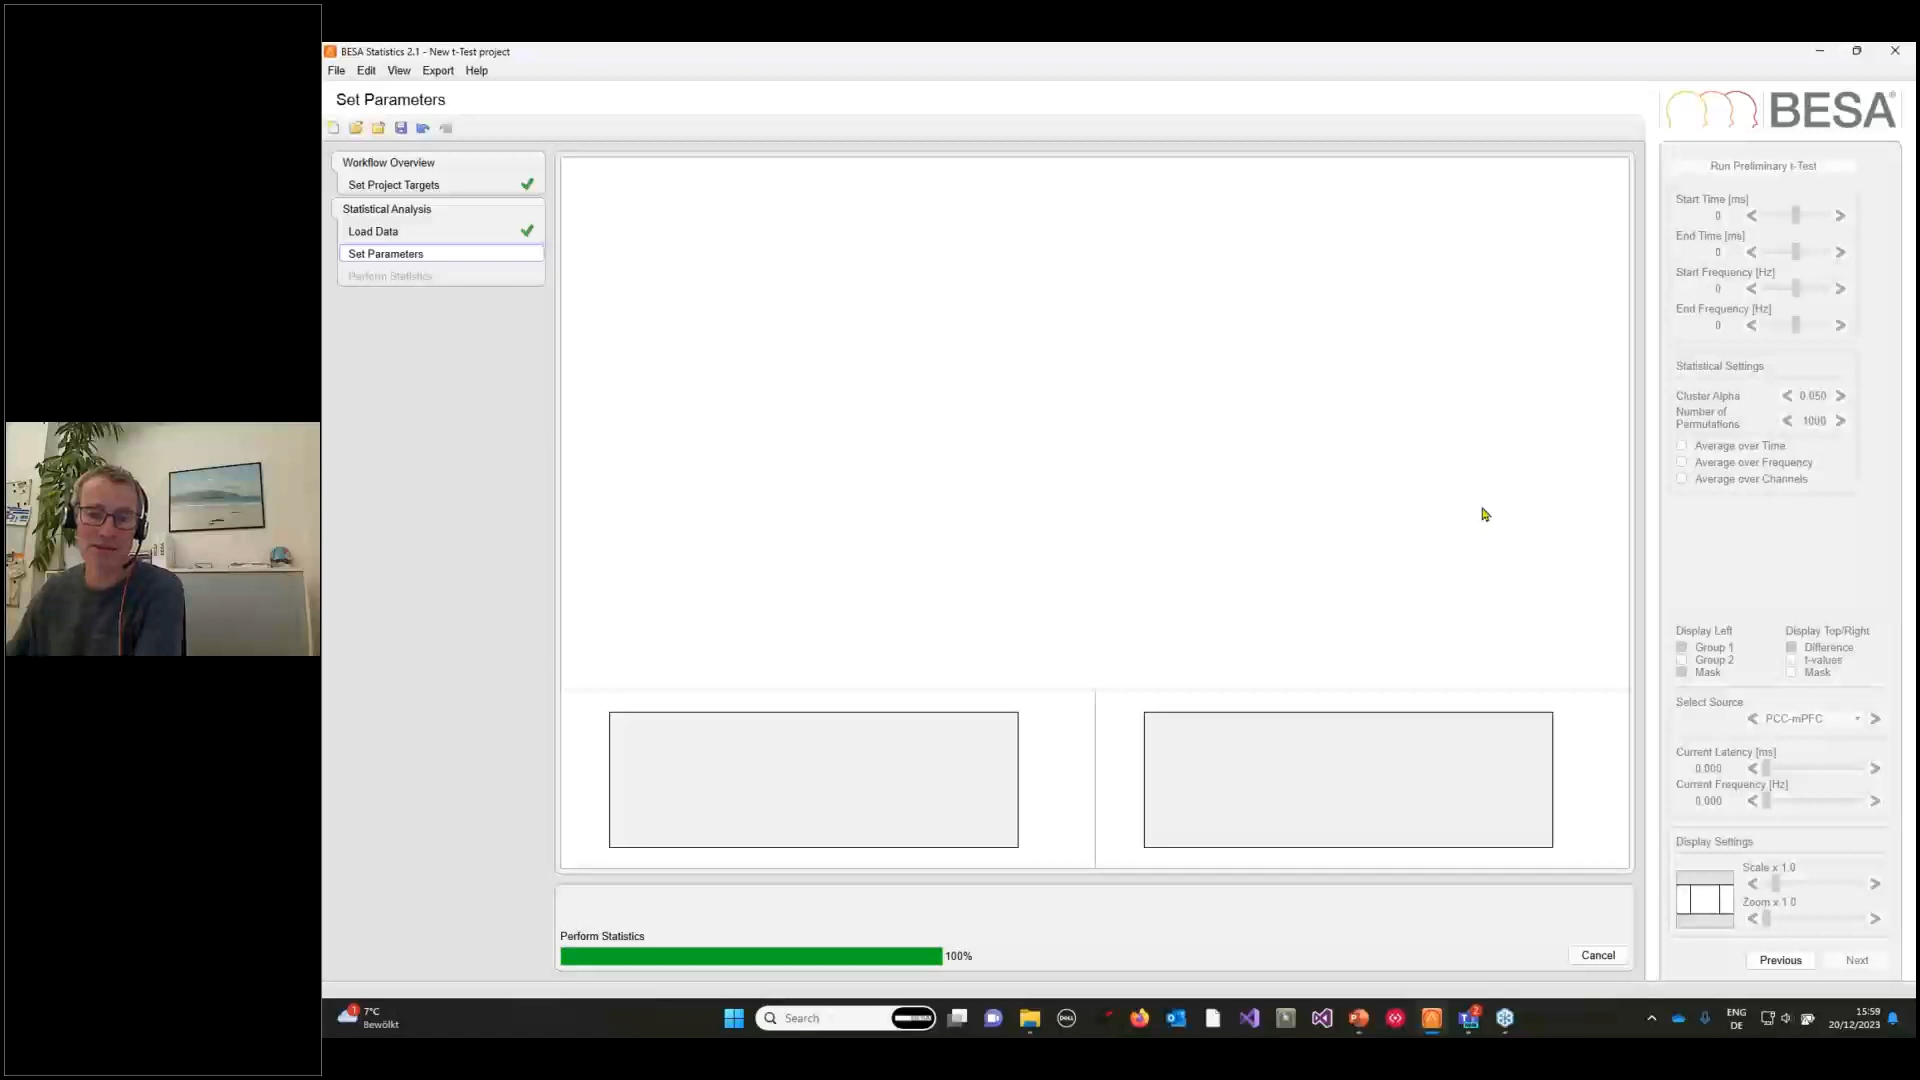 BESA Statistics 2.1 - New t-Test project
File Edit View Export Help
Set Parameters
BESA
Workflow Overview
Set Project Targets
Statistical Analysis
Load Data
Set Parameters
Perform Statistics
Run Preliminary t-Test
Start Time [ms]
0
End Time [ms]
0
Start Frequency [Hz]
0
End Frequency [Hz]
0
Statistical Settings
Cluster Alpha 0.050
Number of Permutations 1000
Average over Time
Average over Frequency
Average over Channels
Display Left Display Top/Right
Group 1 Difference
Group 2 t-values
Mask Mask
Select Source
PCC-mPFC
Current Latency [ms]
0.000
Current Frequency [Hz]
0.000
Display Settings
Scale x 1.0
Zoom x 1.0
Perform Statistics
100%
Cancel
Previous Next
1
7°C
Bewölkt
Search
DELL
2
ENG
DE
15:59
20/12/2023